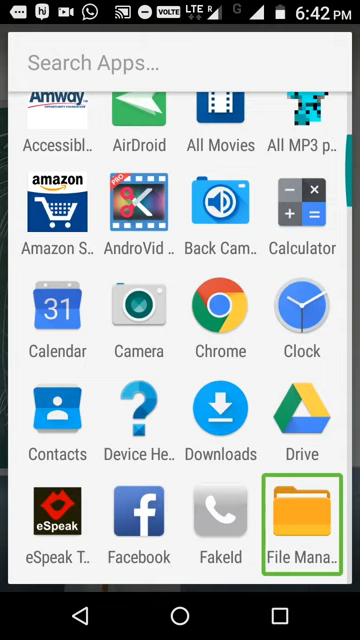 VOLTE LTE R G 6:42 PM
Search Apps...
Amway
Accessibl.. AirDroid All Movies All MP3 p..
amazon PRO
Amazon S.. AndroVid .. Back Cam.. Calculator
31
Calendar Camera Chrome Clock
Contacts Device He.. Downloads Drive
eSpeak
eSpeak T.. Facebook FakeId File Mana..